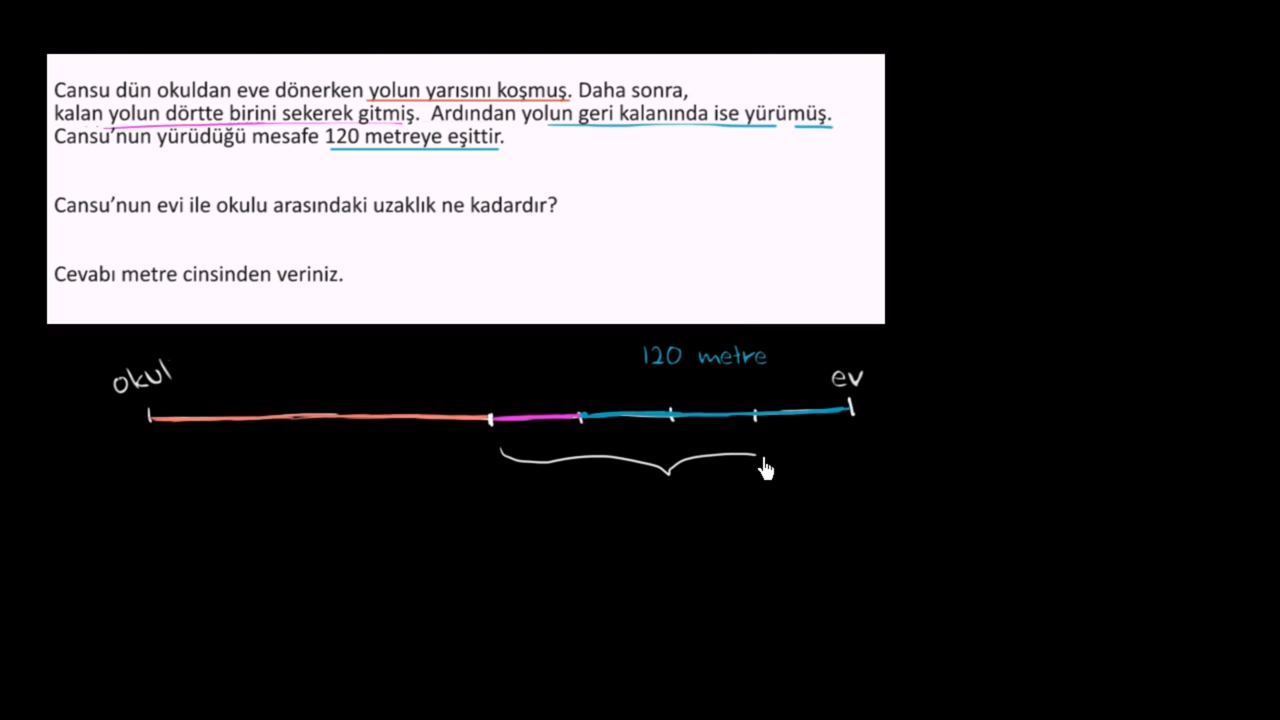 Cansu dün okuldan eve dönerken yolun yarısını koşmuş. Daha sonra,
kalan yolun dörtte birini sekerek gitmiş. Ardından yolun geri kalanında ise yürümüş.
Cansu'nun yürüdüğü mesafe 120 metreye eşittir.
Cansu'nun evi ile okulu arasındaki uzaklık ne kadardır?
Cevabı metre cinsinden veriniz.
120 metre
okul
ev